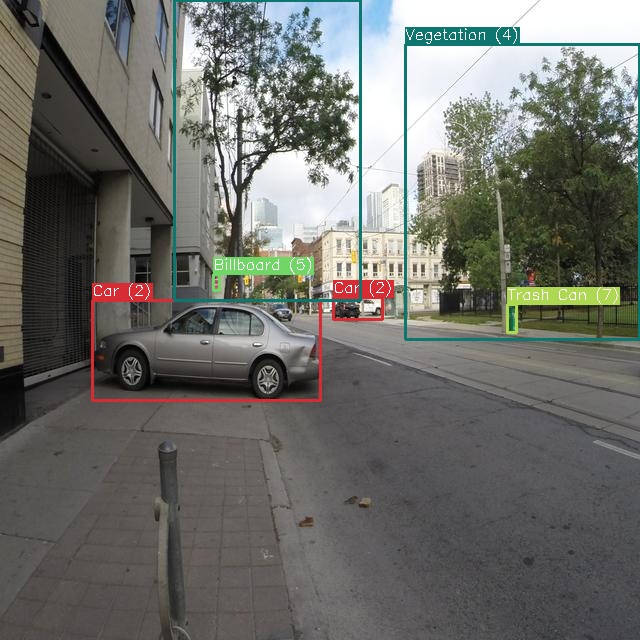 Vegetation (4)
Billboard (5)
Car (2)
Car (2)
Trash Can (7)